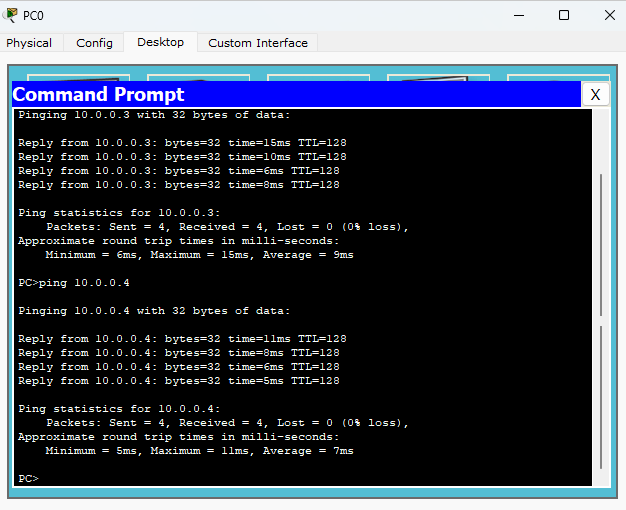 PC0
Physical Config Desktop Custom Interface
Command Prompt X
Pinging 10.0.0.3 with 32 bytes of data:
Reply from 10.0.0.3: bytes=32 time=15ms TTL=128
Reply from 10.0.0.3: bytes=32 time=10ms TTL=128
Reply from 10.0.0.3: bytes=32 time=6ms TTL=128
Reply from 10.0.0.3: bytes=32 time=8ms TTL=128
Ping statistics for 10.0.0.3:
Packets: Sent = 4, Received = 4, Lost = 0 (0% loss),
Approximate round trip times in milli-seconds:
Minimum = 6ms, Maximum = 15ms, Average = 9ms
PC>ping 10.0.0.4
Pinging 10.0.0.4 with 32 bytes of data:
Reply from 10.0.0.4: bytes=32 time=11ms TTL=128
Reply from 10.0.0.4: bytes=32 time=8ms TTL=128
Reply from 10.0.0.4: bytes=32 time=6ms TTL=128
Reply from 10.0.0.4: bytes=32 time=5ms TTL=128
Ping statistics for 10.0.0.4:
Packets: Sent = 4, Received = 4, Lost = 0 (0% loss),
Approximate round trip times in milli-seconds:
Minimum = 5ms, Maximum = 11ms, Average = 7ms
PC>